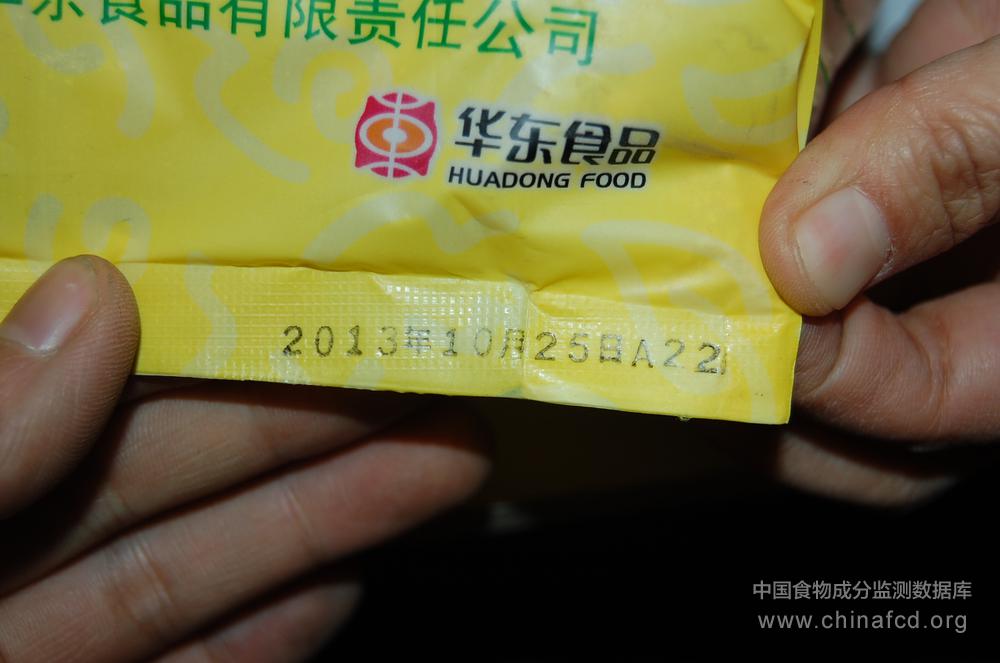 华东食品有限责任公司
华东食品
HUADONG FOOD
2013年10月25日A22
中国食物成分监测数据库
www.chinafcd.org